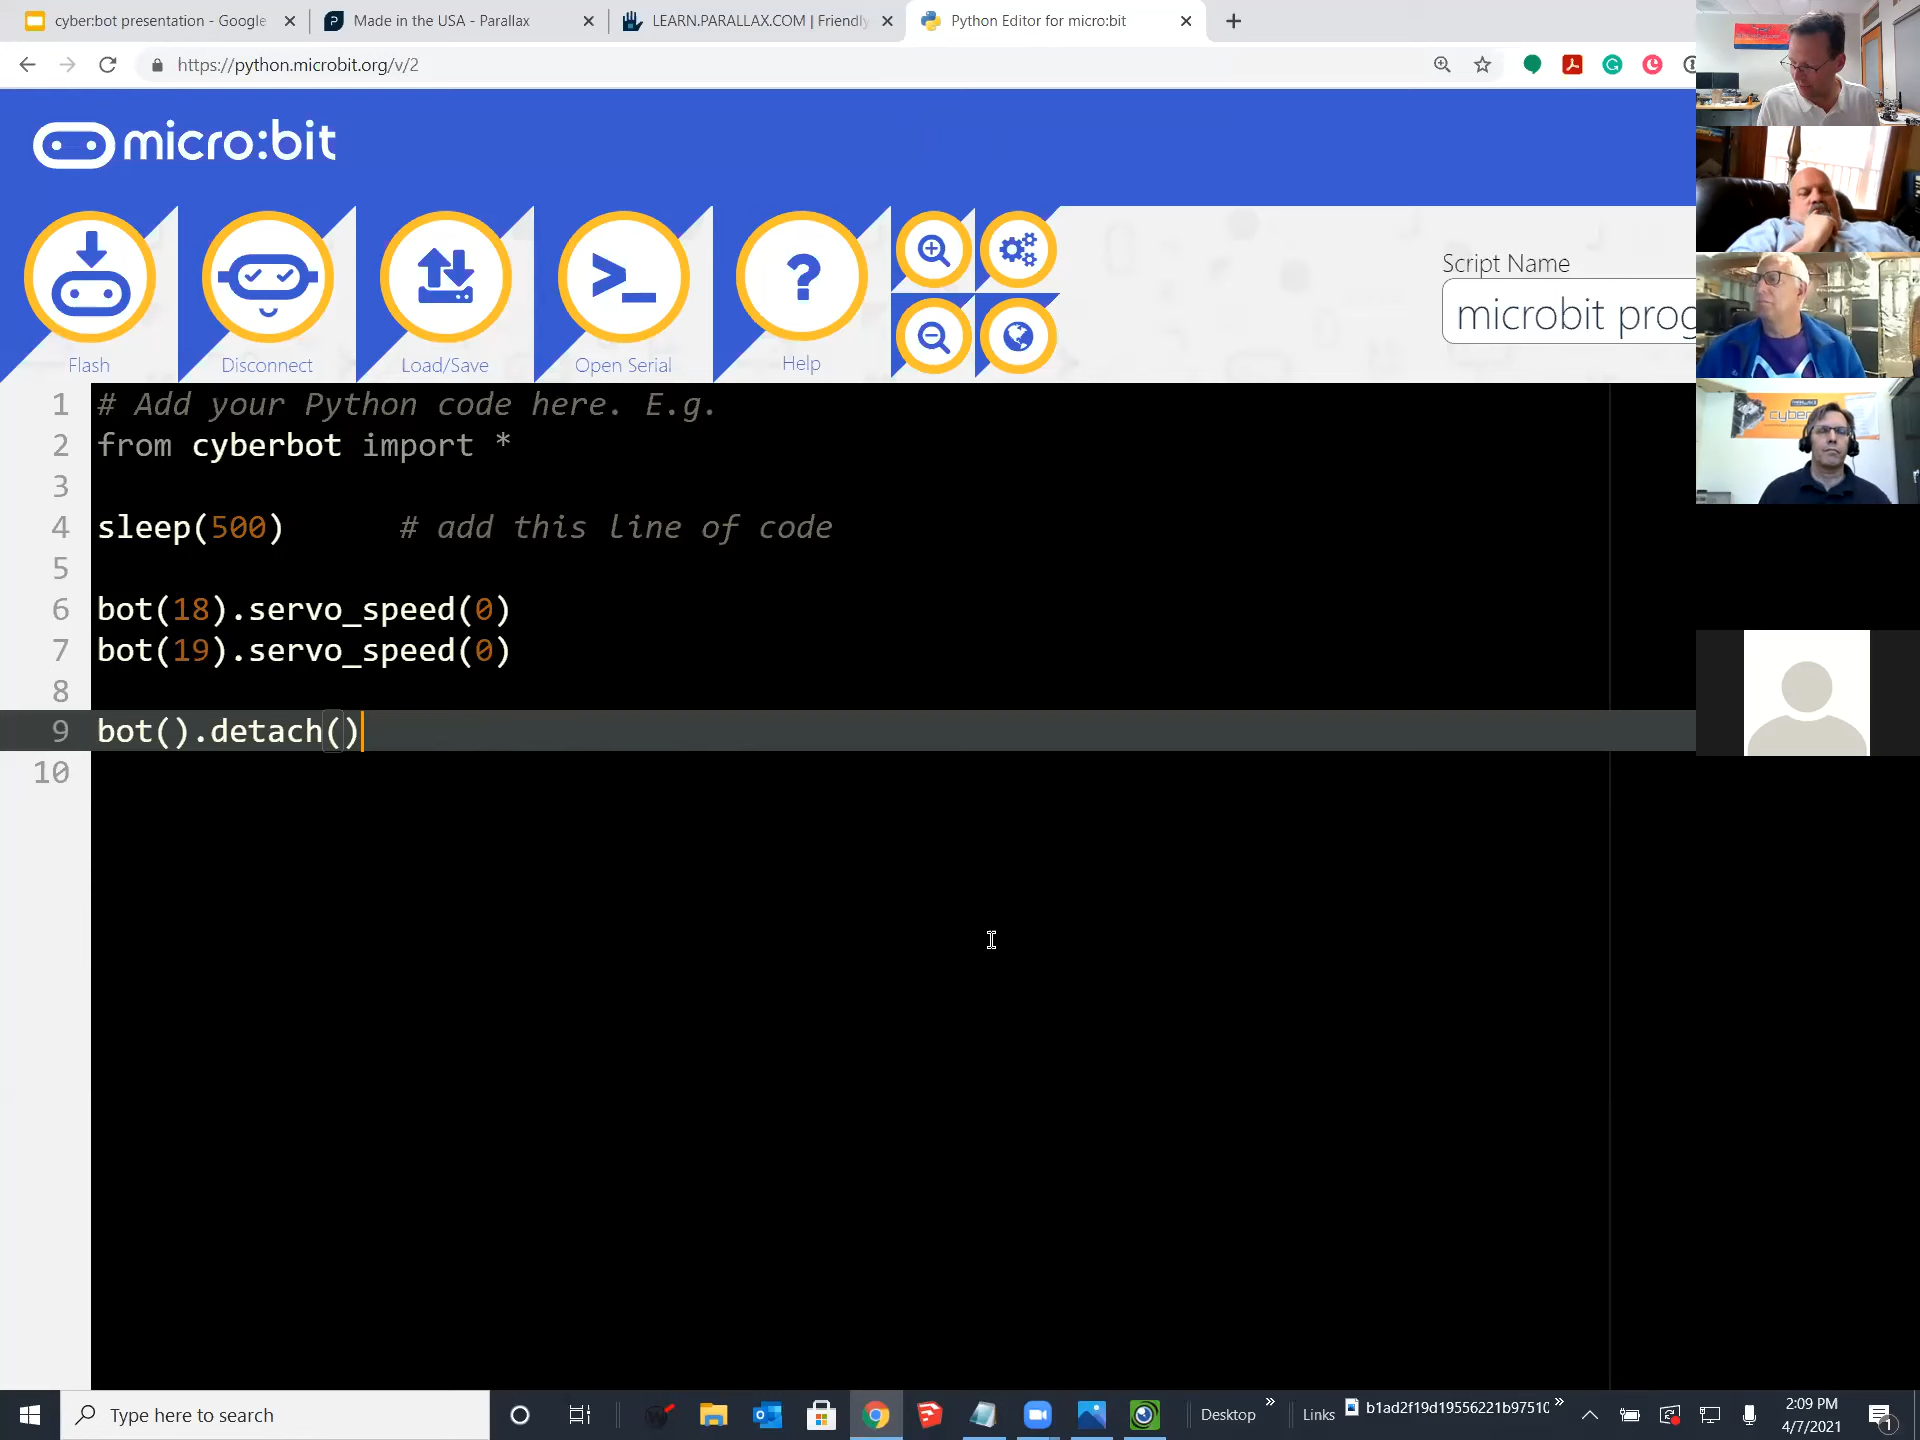 cyber:bot presentation - Google
Made in the USA - Parallax
LEARN.PARALLAX.COM | Friendly
Python Editor for micro:bit
https://python.microbit.org/v/2
micro:bit
Flash
Disconnect
Load/Save
Open Serial
Help
Script Name
microbit prog
1 # Add your Python code here. E.g.
2 from cyberbot import *
3
4 sleep(500) # add this line of code
5
6 bot(18).servo_speed(0)
7 bot(19).servo_speed(0)
8
9 bot().detach()
10
cyber
Type here to search
Desktop
Links
b1ad2f19d19556221b9751(
2:09 PM
4/7/2021
1